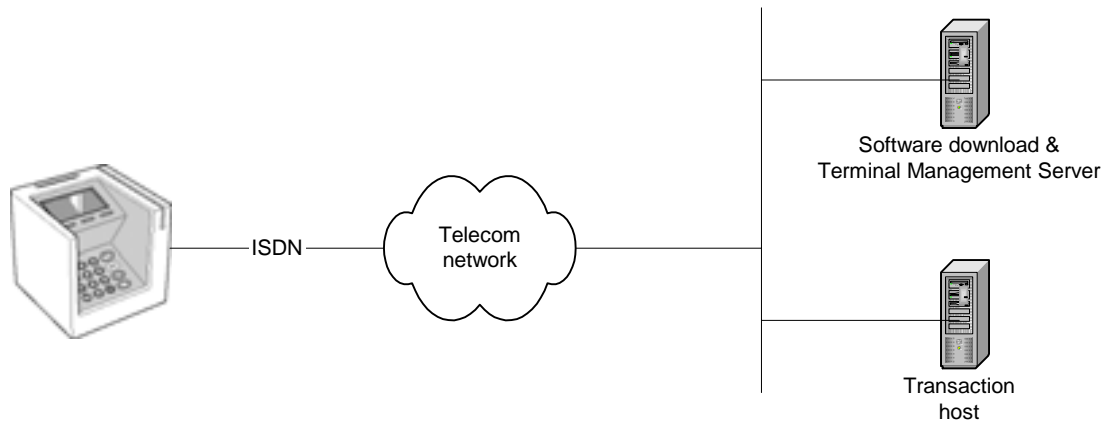 Software download &
Terminal Management Server
ISDN
Telecom
network
Transaction
host